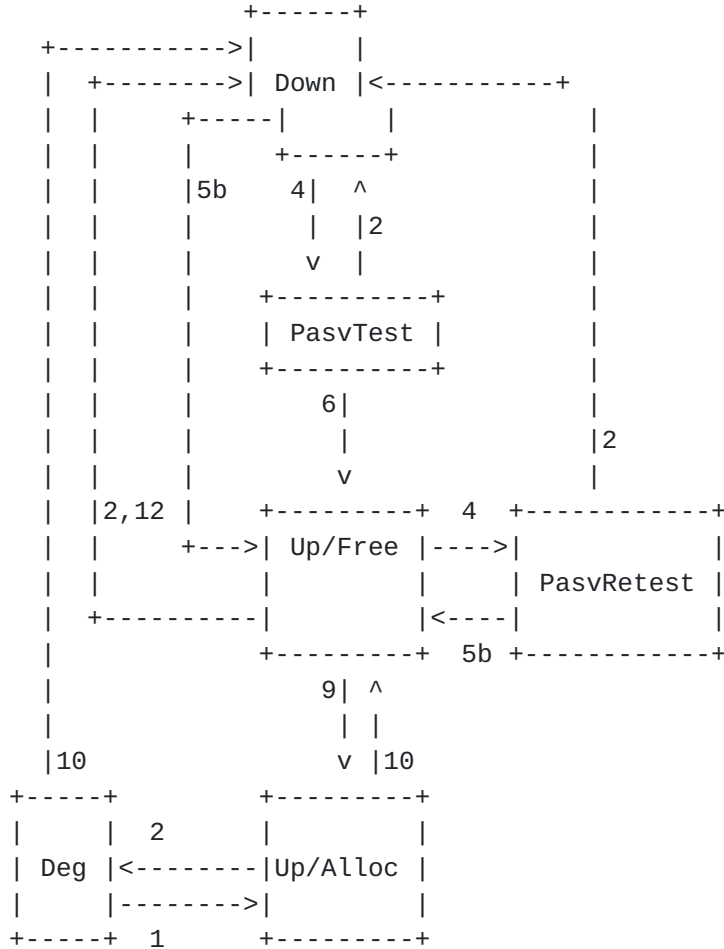 Down
5b 4
2
PasvTest
6
2
2,12 4
Up/Free
PasvRetest
5b
9
10 10
2
Deg Up/Alloc
1